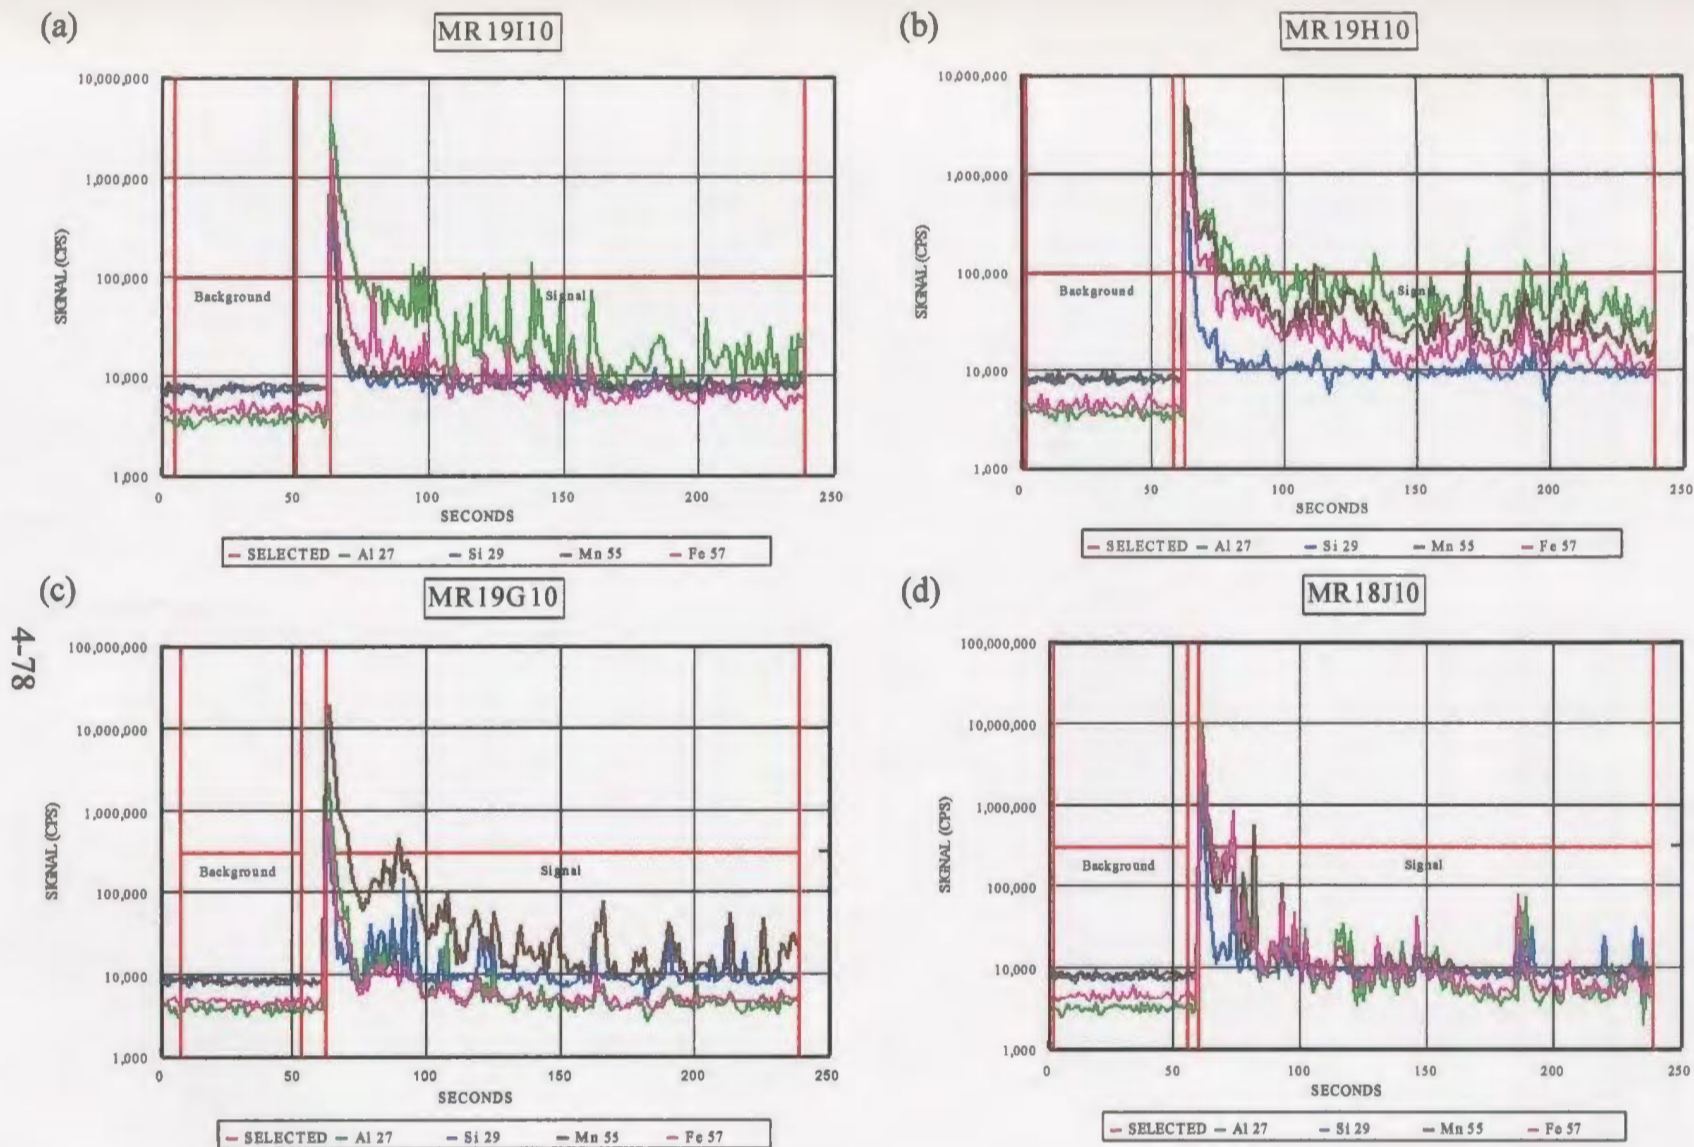 (a)
MR19I10
10,000,000
1,000,000
100,000
10,000
1,000
SIGNAL (CPS)
Background
Signal
0 50 100 150 200 250
SECONDS
SELECTED Al 27 Si 29 Mn 55 Fe 57
(b)
MR19H10
10,000,000
1,000,000
100,000
10,000
1,000
SIGNAL (CPS)
Background
Signal
0 50 100 150 200 250
SECONDS
SELECTED Al 27 Si 29 Mn 55 Fe 57
(c)
MR19G10
100,000,000
10,000,000
1,000,000
100,000
10,000
1,000
SIGNAL (CPS)
Background
Signal
0 50 100 150 200 250
SECONDS
SELECTED Al 27 Si 29 Mn 55 Fe 57
(d)
MR18J10
100,000,000
10,000,000
1,000,000
100,000
10,000
1,000
SIGNAL (CPS)
Background
Signal
0 50 100 150 200 250
SECONDS
SELECTED Al 27 Si 29 Mn 55 Fe 57
4-78